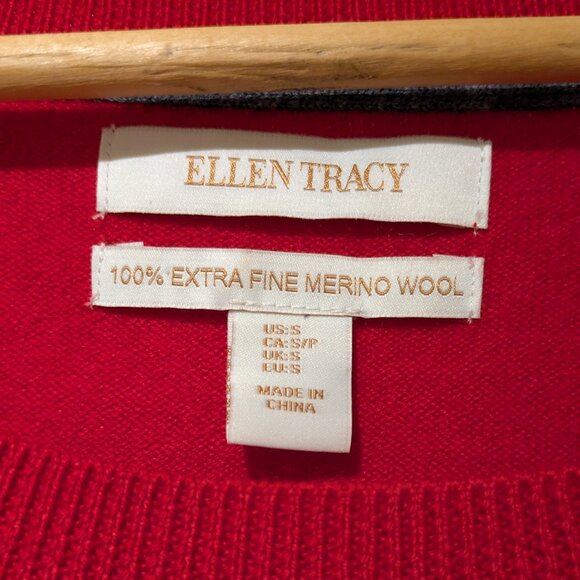 ELLEN TRACY
100% EXTRA FINE MERINO WOOL
US:S
CA:S/P
UK:S
EU:S
MADE IN
CHINA